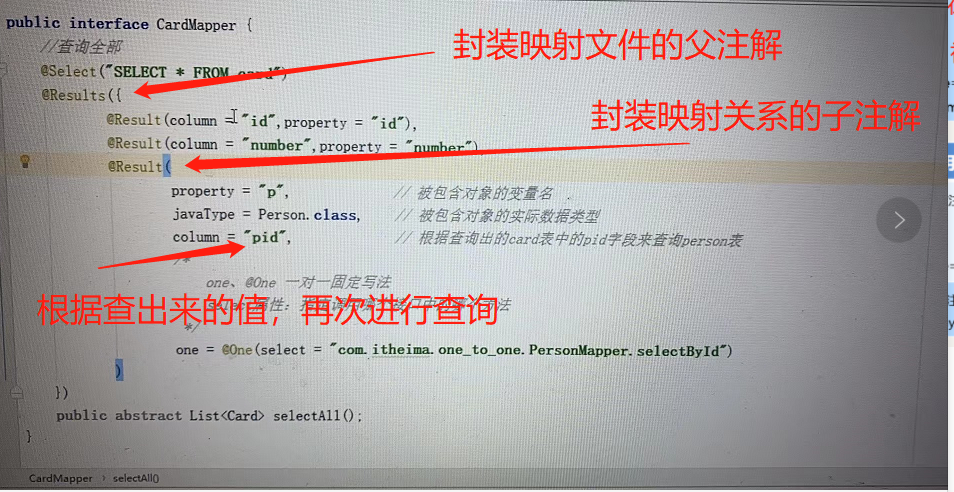 public interface CardMapper {
//查询全部
封装映射文件的父注解
@Select("SELECT * FROM card")
@Results({
@Result(column = "id",property = "id"),
封装映射关系的子注解
@Result(column = "number",property = "number"),
@Result(
property = "p", // 被包含对象的变量名
javaType = Person.class, // 被包含对象的实际数据类型
column = "pid", // 根据查询出的card表中的pid字段来查询person表
/*
one、@One 一对一固定写法
根据查出来的值，再次进行查询
*/
one = @One(select = "com.itheima.one_to_one.PersonMapper.selectById")
)
})
public abstract List<Card> selectAll();
}
CardMapper › selectAll()